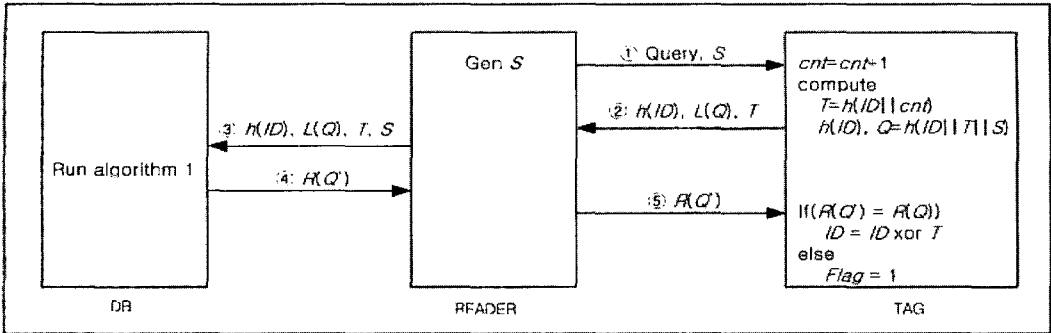 Gen S
① Query, S
cnt=cnt+1
compute
T=h(ID||cnt)
h(ID), Q=h(ID||T||S)
② h(ID), L(Q), T
③ h(ID), L(Q), T, S
Run algorithm 1
④ R(Q')
⑤ R(Q')
If(R(Q') = R(Q))
ID = ID xor T
else
Flag = 1
DB
READER
TAG